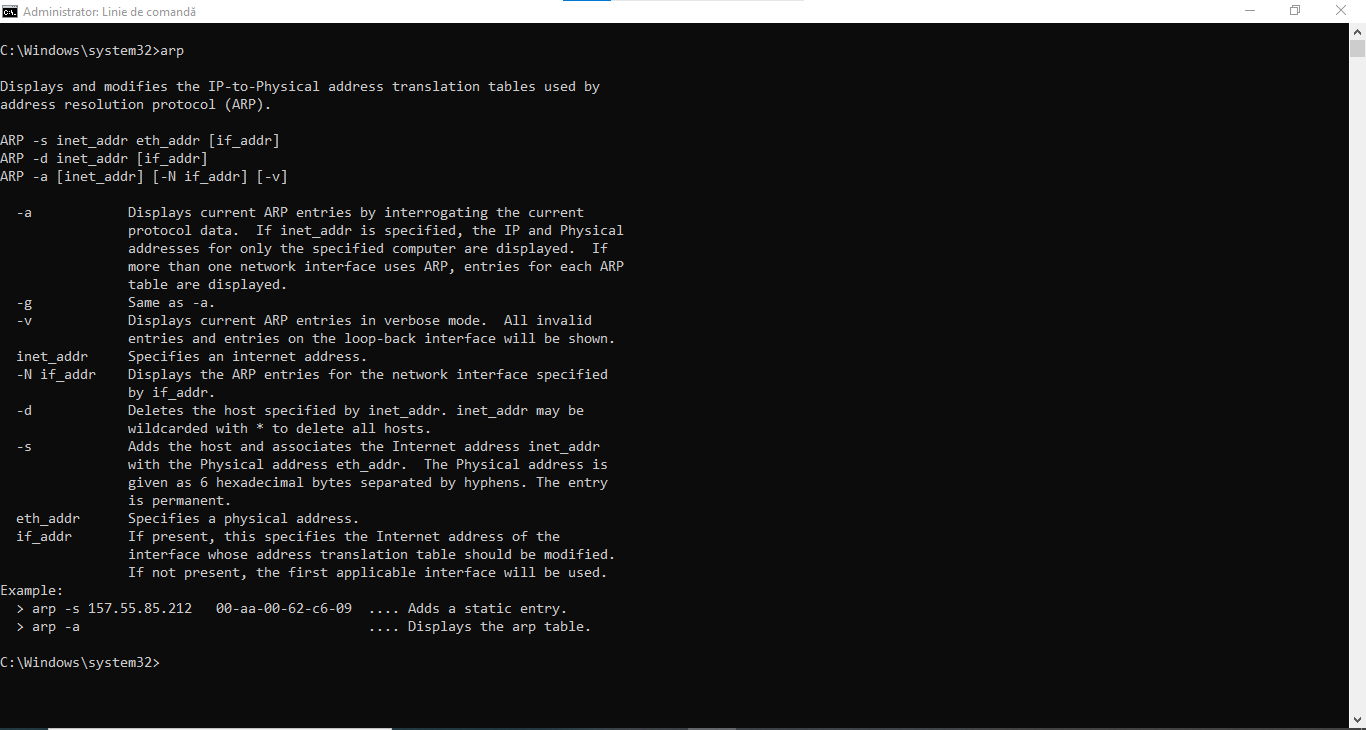 Administrator: Linie de comandă
C:\Windows\system32>arp
Displays and modifies the IP-to-Physical address translation tables used by
address resolution protocol (ARP).
ARP -s inet_addr eth_addr [if_addr]
ARP -d inet_addr [if_addr]
ARP -a [inet_addr] [-N if_addr] [-v]
  -a            Displays current ARP entries by interrogating the current
                protocol data.  If inet_addr is specified, the IP and Physical
                addresses for only the specified computer are displayed.  If
                more than one network interface uses ARP, entries for each ARP
                table are displayed.
  -g            Same as -a.
  -v            Displays current ARP entries in verbose mode.  All invalid
                entries and entries on the loop-back interface will be shown.
  inet_addr     Specifies an internet address.
  -N if_addr    Displays the ARP entries for the network interface specified
                by if_addr.
  -d            Deletes the host specified by inet_addr. inet_addr may be
                wildcarded with * to delete all hosts.
  -s            Adds the host and associates the Internet address inet_addr
                with the Physical address eth_addr.  The Physical address is
                given as 6 hexadecimal bytes separated by hyphens. The entry
                is permanent.
  eth_addr      Specifies a physical address.
  if_addr       If present, this specifies the Internet address of the
                interface whose address translation table should be modified.
                If not present, the first applicable interface will be used.
Example:
  > arp -s 157.55.85.212   00-aa-00-62-c6-09  .... Adds a static entry.
  > arp -a                                    .... Displays the arp table.
C:\Windows\system32>